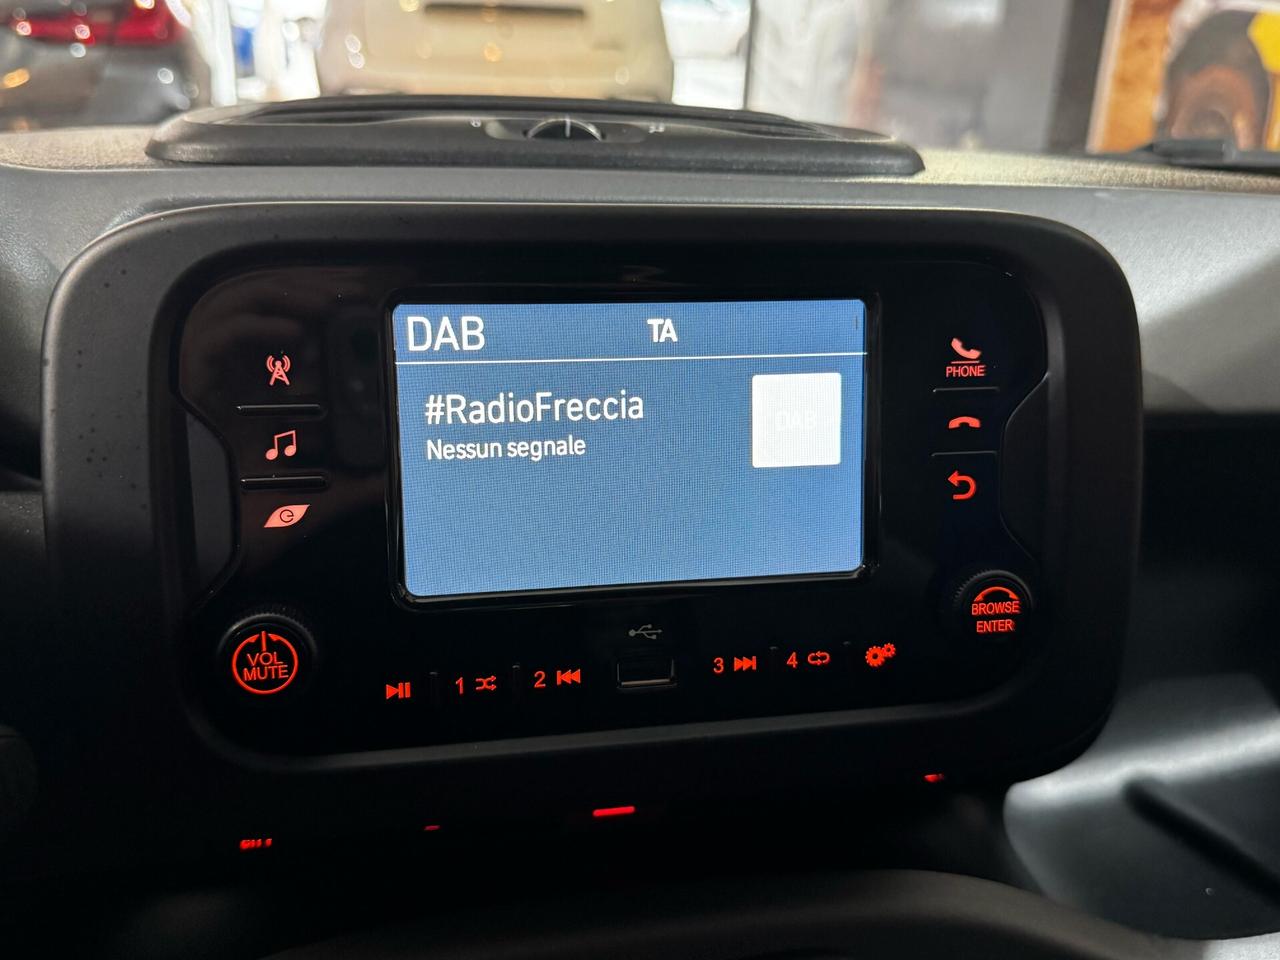 DAB TA
#RadioFreccia
Nessun segnale
DAB
PHONE
VOL
MUTE
BROWSE
ENTER
1 2 3 4